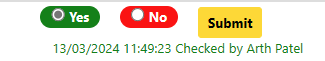 Yes No Submit
13/03/2024 11:49:23 Checked by Arth Patel